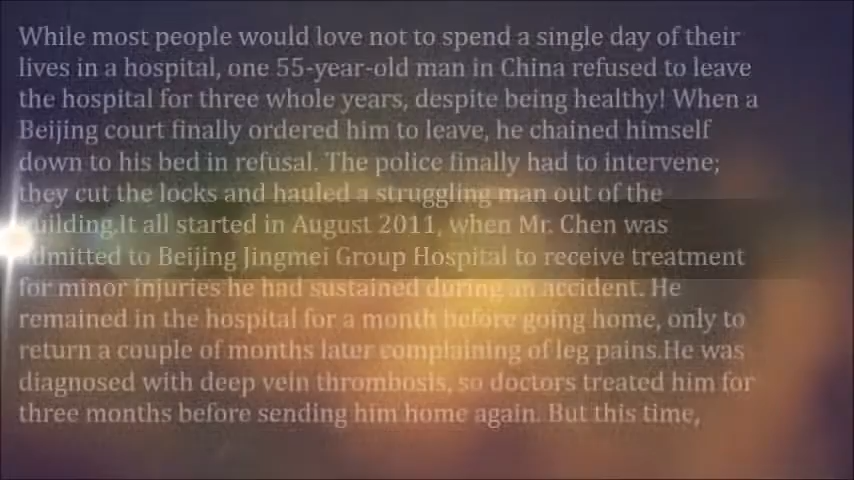 While most people would love not to spend a single day of their
lives in a hospital, one 55-year-old man in China refused to leave
the hospital for three whole years, despite being healthy! When a
Beijing court finally ordered him to leave, he chained himself
down to his bed in refusal. The police finally had to intervene;
they cut the locks and hauled a struggling man out of the
building.It all started in August 2011, when Mr. Chen was
admitted to Beijing Jingmei Group Hospital to receive treatment
for minor injuries he had sustained during an accident. He
remained in the hospital for a month before going home, only to
return a couple of months later complaining of leg pains.He was
diagnosed with deep vein thrombosis, so doctors treated him for
three months before sending him home again. But this time,